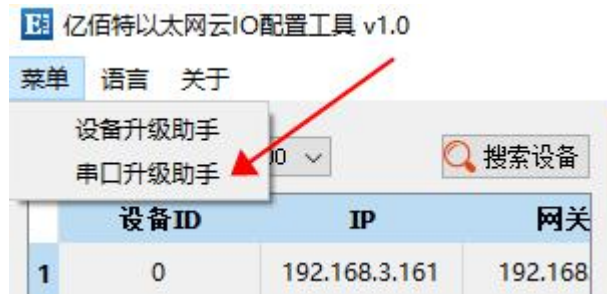 亿佰特以太网云IO配置工具 v1.0
菜单 语言 关于
设备升级助手
串口升级助手
搜索设备
设备ID IP 网关
1 0 192.168.3.161 192.168